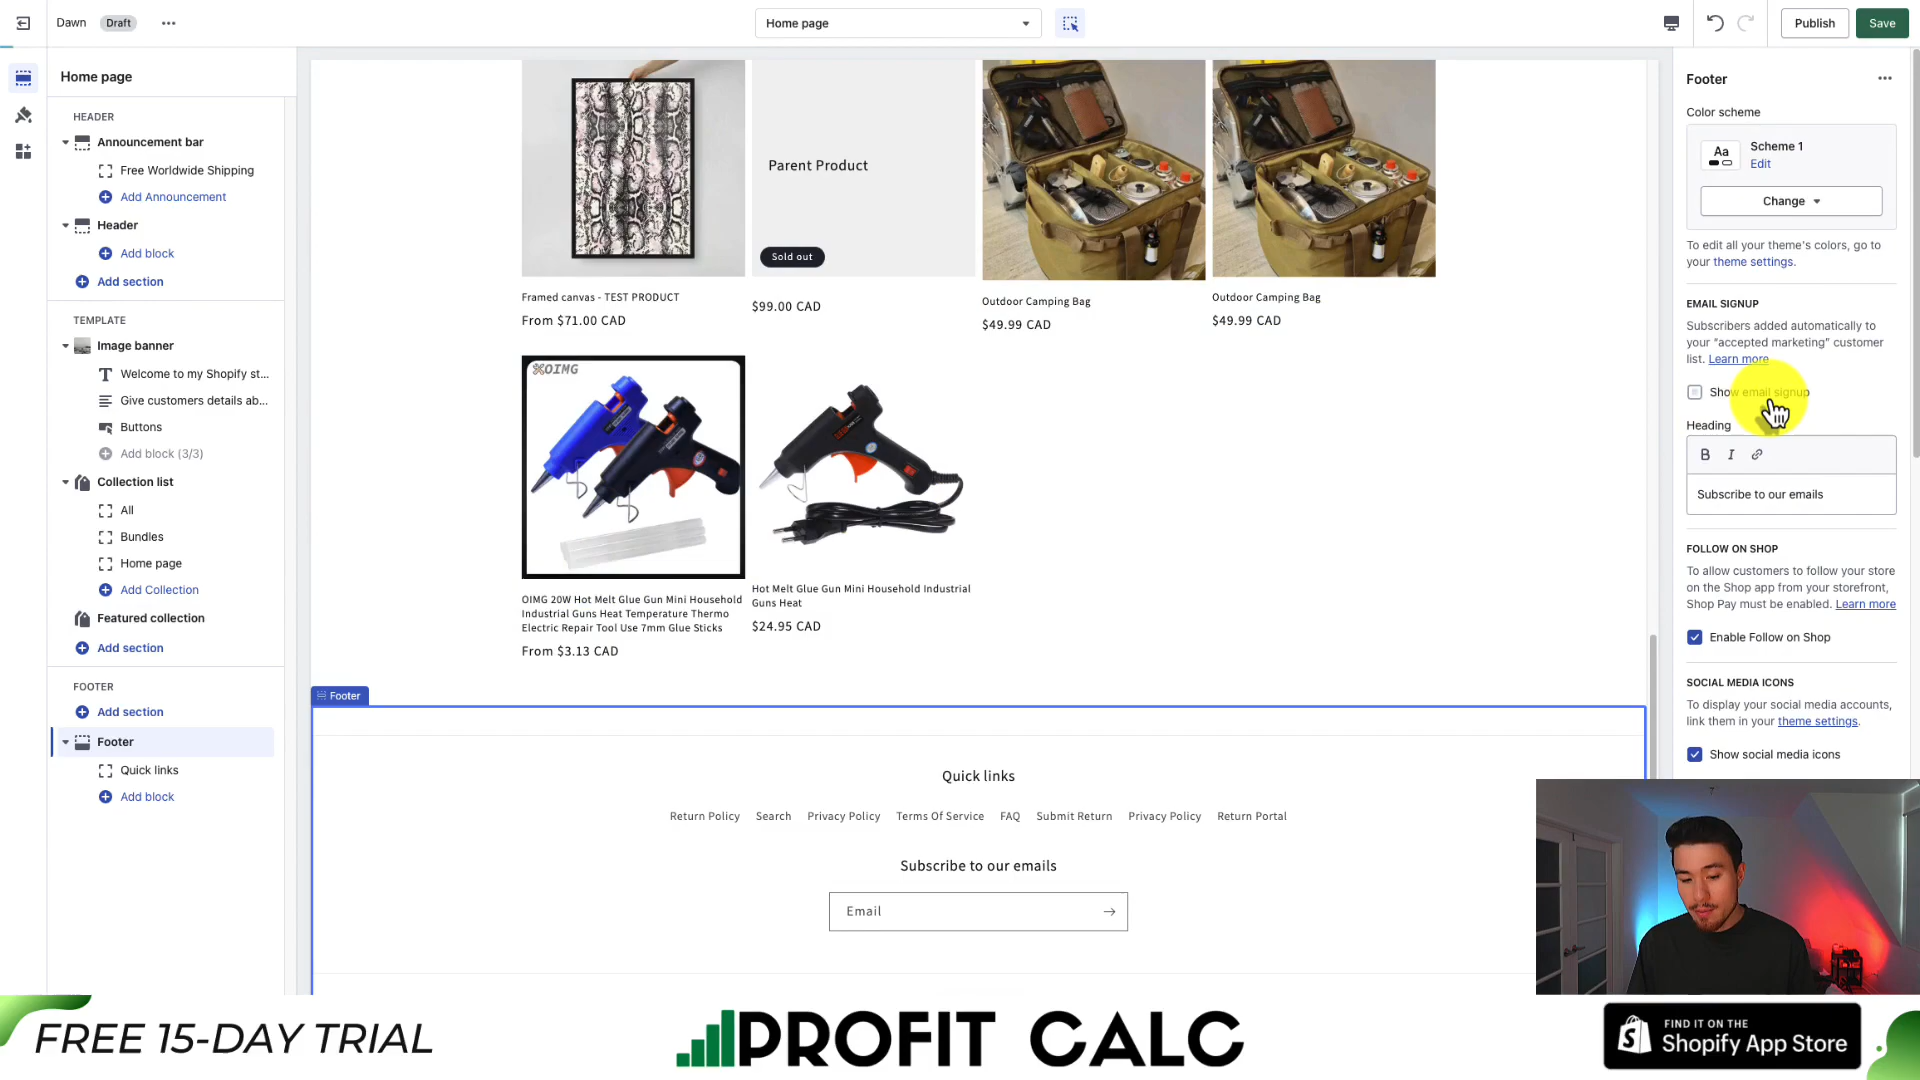 Dawn
Draft
Home page
Publish
Save
Home page
HEADER
Announcement bar
Free Worldwide Shipping
Add Announcement
Header
Add block
Add section
TEMPLATE
Image banner
Welcome to my Shopify st...
Give customers details ab...
Buttons
Add block (3/3)
Collection list
All
Bundles
Home page
Add Collection
Featured collection
Add section
FOOTER
Add section
Footer
Quick links
Add block
Parent Product
Sold out
Framed canvas - TEST PRODUCT
From $71.00 CAD
$99.00 CAD
Outdoor Camping Bag
$49.99 CAD
Outdoor Camping Bag
$49.99 CAD
OIMG
OIMG 20W Hot Melt Glue Gun Mini Household
Industrial Guns Heat Temperature Thermo
Electric Repair Tool Use 7mm Glue Sticks
From $3.13 CAD
Hot Melt Glue Gun Mini Household Industrial
Guns Heat
$24.95 CAD
Footer
Quick links
Return Policy Search Privacy Policy Terms Of Service FAQ Submit Return Privacy Policy Return Portal
Subscribe to our emails
Email
Footer
Color scheme
Aa
Scheme 1
Edit
Change
To edit all your theme's colors, go to
your theme settings.
EMAIL SIGNUP
Subscribers added automatically to
your “accepted marketing” customer
list. Learn more
Show email signup
Heading
B I
Subscribe to our emails
FOLLOW ON SHOP
To allow customers to follow your store
on the Shop app from your storefront,
Shop Pay must be enabled. Learn more
Enable Follow on Shop
SOCIAL MEDIA ICONS
To display your social media accounts,
link them in your theme settings.
Show social media icons
FREE 15-DAY TRIAL
PROFIT CALC
FIND IT ON THE
Shopify App Store